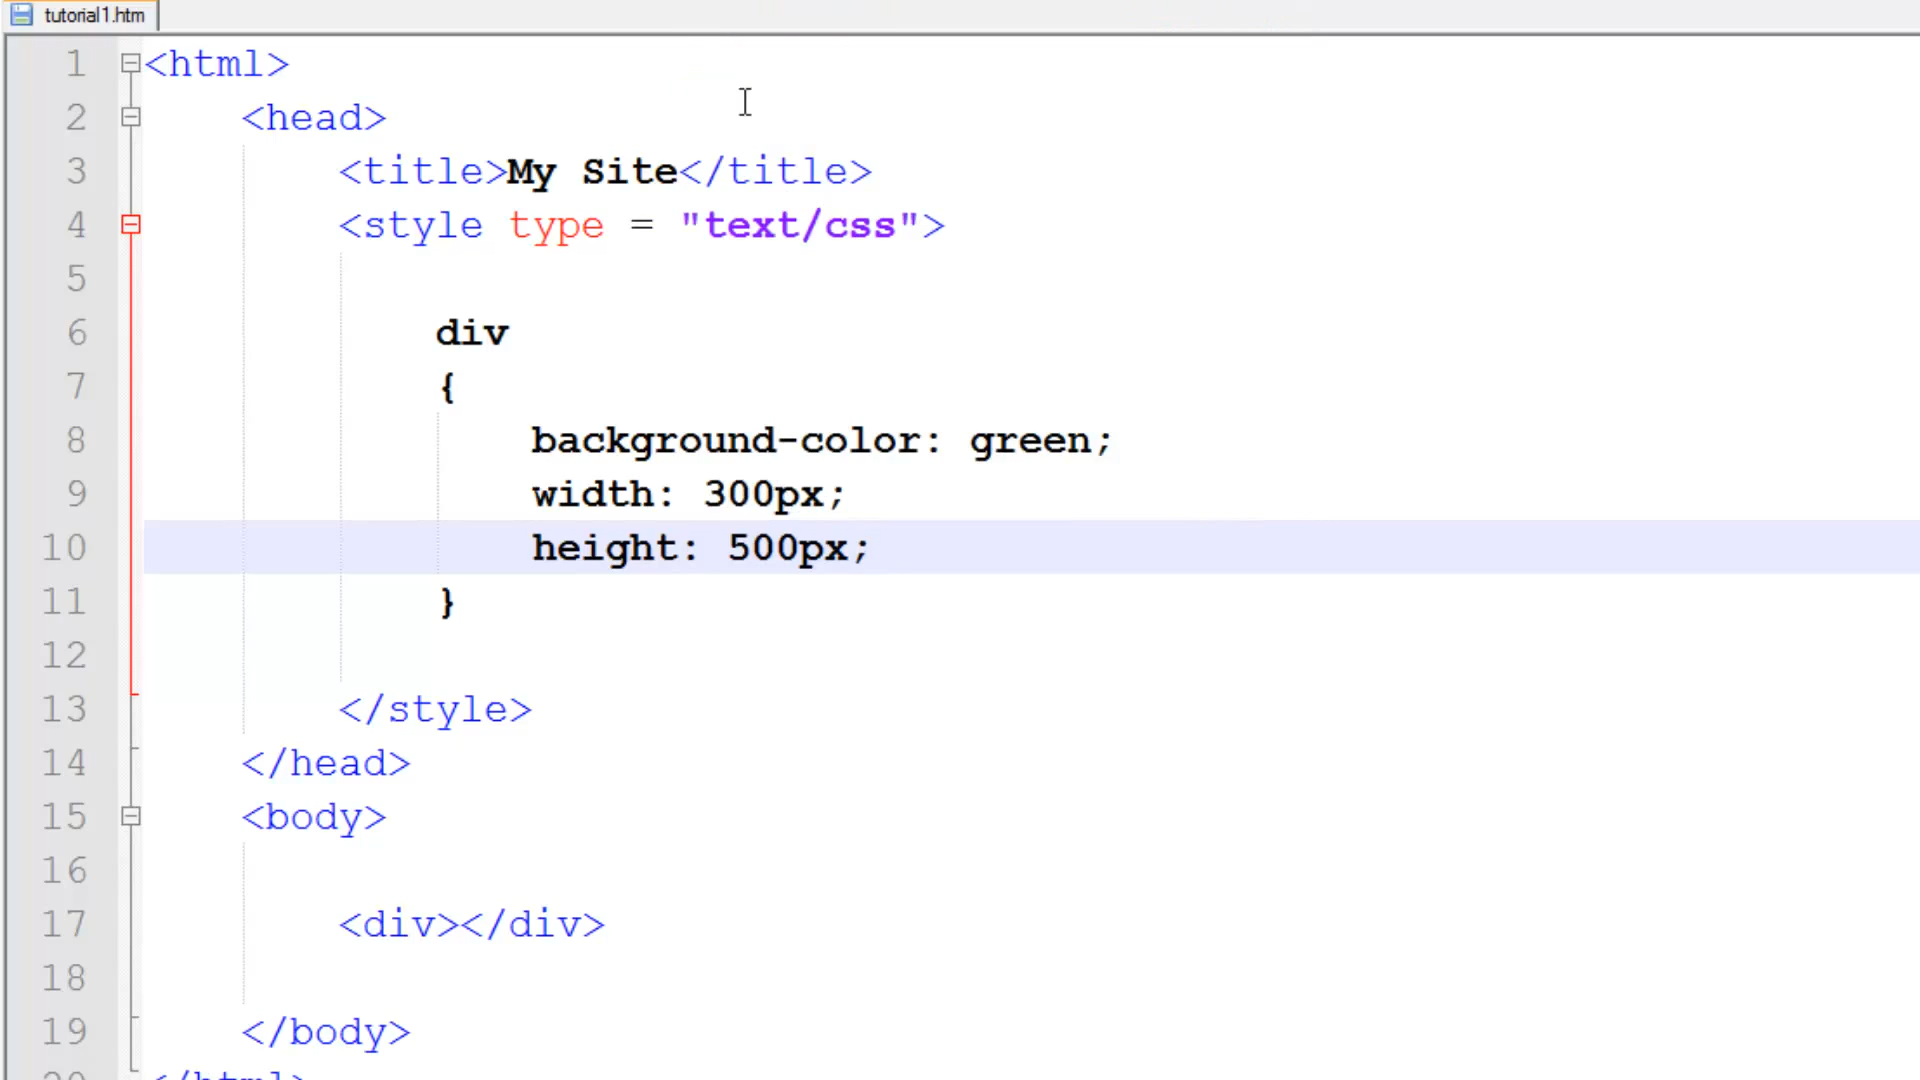 tutorial1.htm
1 <html>
2 <head>
3 <title>My Site</title>
4 <style type = "text/css">
5
6 div
7 {
8 background-color: green;
9 width: 300px;
10 height: 500px;
11 }
12
13 </style>
14 </head>
15 <body>
16
17 <div></div>
18
19 </body>
20 </html>